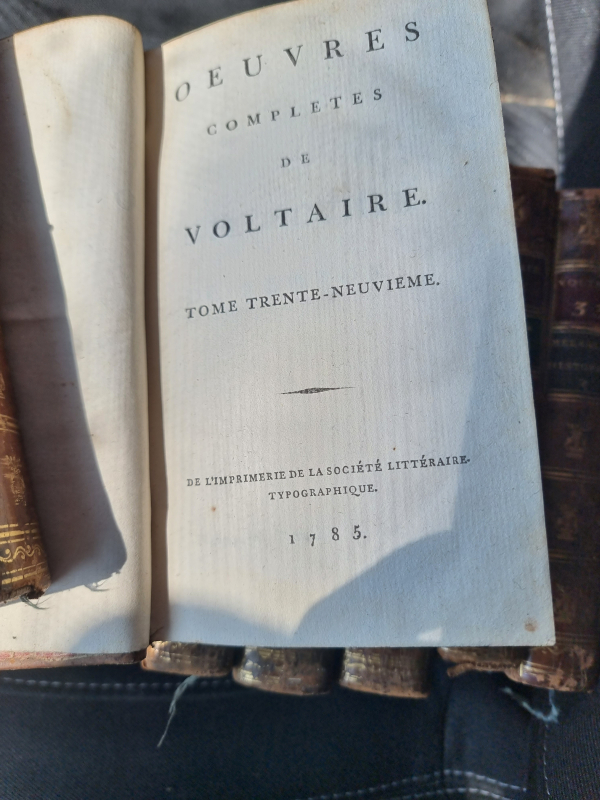 OEUVRES
COMPLETES
DE
VOLTAIRE.
TOME TRENTE-NEUVIEME.
DE L'IMPRIMERIE DE LA SOCIÉTÉ LITTÉRAIRE-
TYPOGRAPHIQUE.
1785.